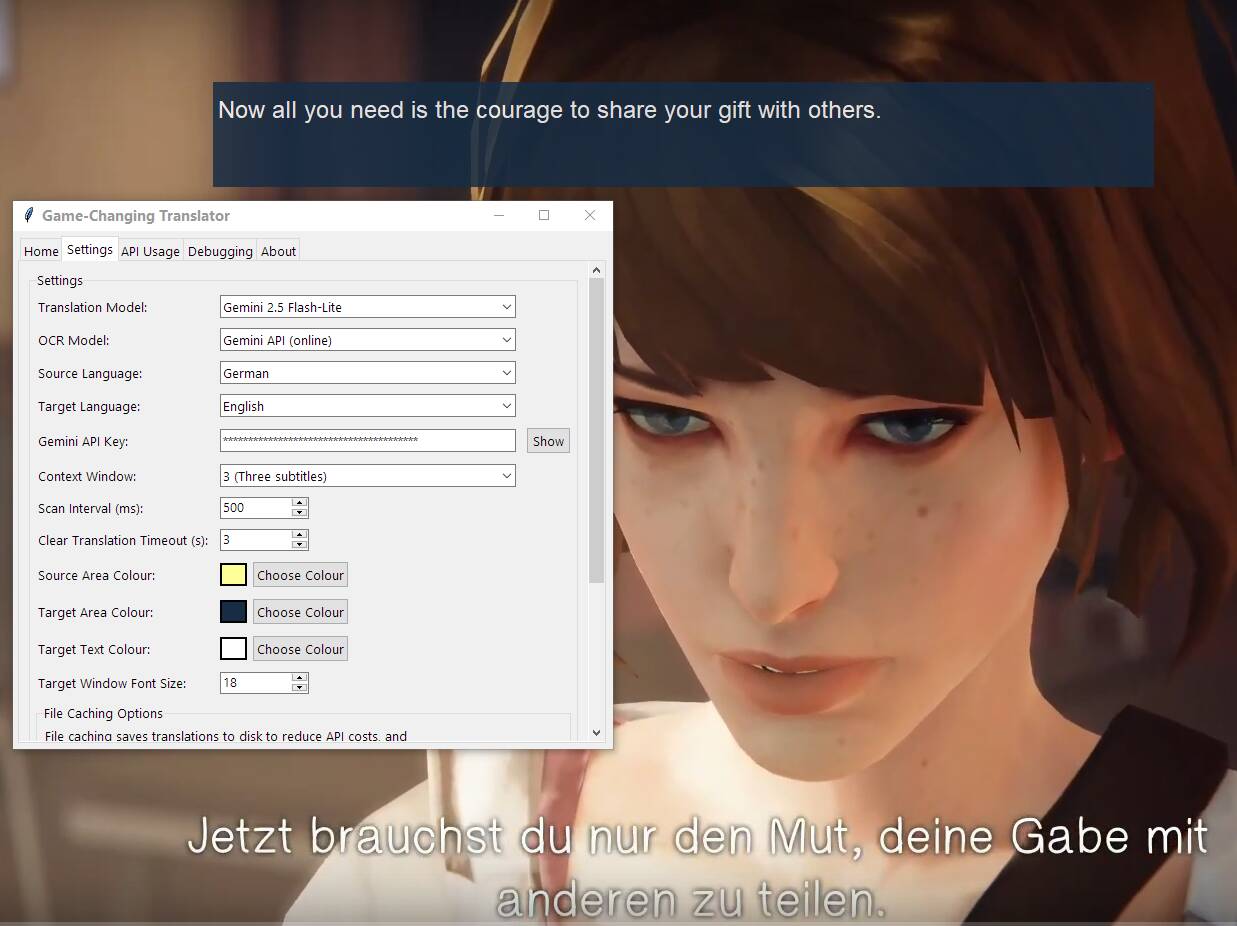 Now all you need is the courage to share your gift with others.
Game-Changing Translator
Home Settings API Usage Debugging About
Settings
Translation Model: Gemini 2.5 Flash-Lite
OCR Model: Gemini API (online)
Source Language: German
Target Language: English
Gemini API Key: *************************************** Show
Context Window: 3 (Three subtitles)
Scan Interval (ms): 500
Clear Translation Timeout (s): 3
Source Area Colour: Choose Colour
Target Area Colour: Choose Colour
Target Text Colour: Choose Colour
Target Window Font Size: 18
File Caching Options
File caching saves translations to disk to reduce API costs, and
Jetzt brauchst du nur den Mut, deine Gabe mit
anderen zu teilen.